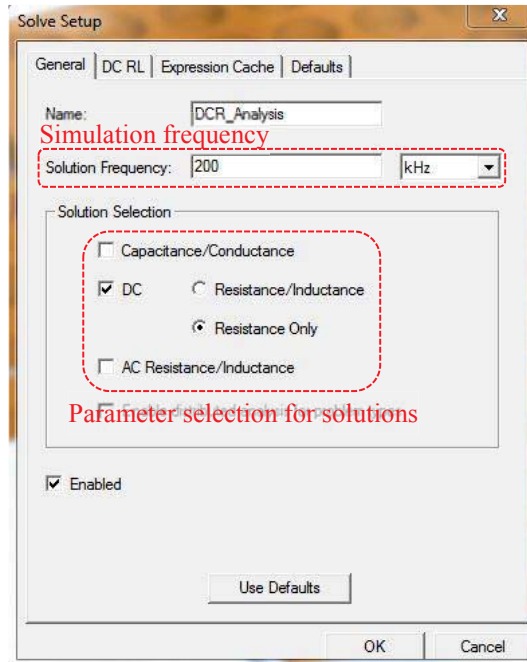 Solve Setup
General DC RL Expression Cache Defaults
Name: DCR_Analysis
Simulation frequency
Solution Frequency: 200 kHz
Solution Selection
Capacitance/Conductance
DC Resistance/Inductance
Resistance Only
AC Resistance/Inductance
Parameter selection for solutions
Enabled
Use Defaults
OK Cancel